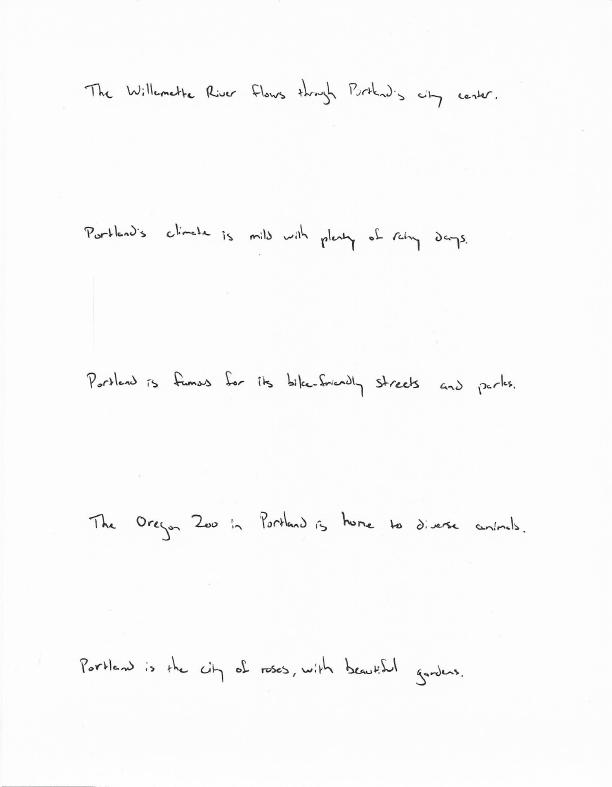 The Willamette River flows through Portland's city center.
Portland's climate is mild with plenty of rainy days.
Portland is famous for its bike-friendly streets and parks.
The Oregon Zoo in Portland is home to diverse animals.
Portland is the city of roses, with beautiful gardens.